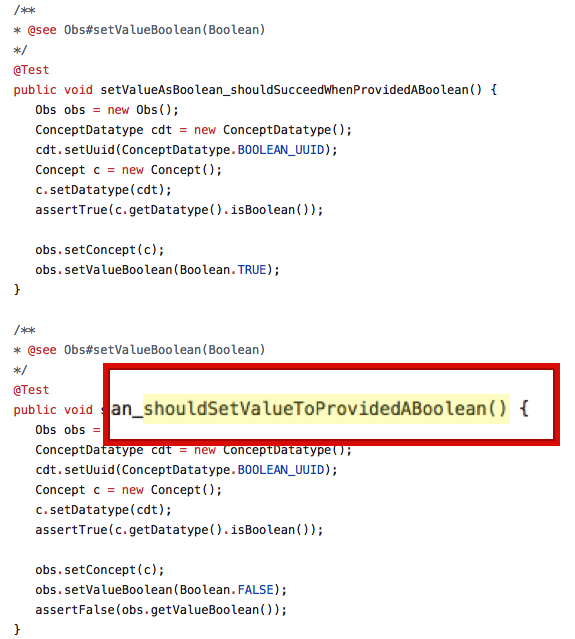 /**
* @see Obs#setValueBoolean(Boolean)
*/
@Test
public void setValueAsBoolean_shouldSucceedWhenProvidedABoolean() {
Obs obs = new Obs();
ConceptDatatype cdt = new ConceptDatatype();
cdt.setUuid(ConceptDatatype.BOOLEAN_UUID);
Concept c = new Concept();
c.setDatatype(cdt);
assertTrue(c.getDatatype().isBoolean());
obs.setConcept(c);
obs.setValueBoolean(Boolean.TRUE);
}
/**
* @see Obs#setValueBoolean(Boolean)
*/
@Test
public void s
an_shouldSetValueToProvidedABoolean() {
Obs obs =
ConceptDatatype cdt = new ConceptDatatype();
cdt.setUuid(ConceptDatatype.BOOLEAN_UUID);
Concept c = new Concept();
c.setDatatype(cdt);
assertTrue(c.getDatatype().isBoolean());
obs.setConcept(c);
obs.setValueBoolean(Boolean.FALSE);
assertFalse(obs.getValueBoolean());
}